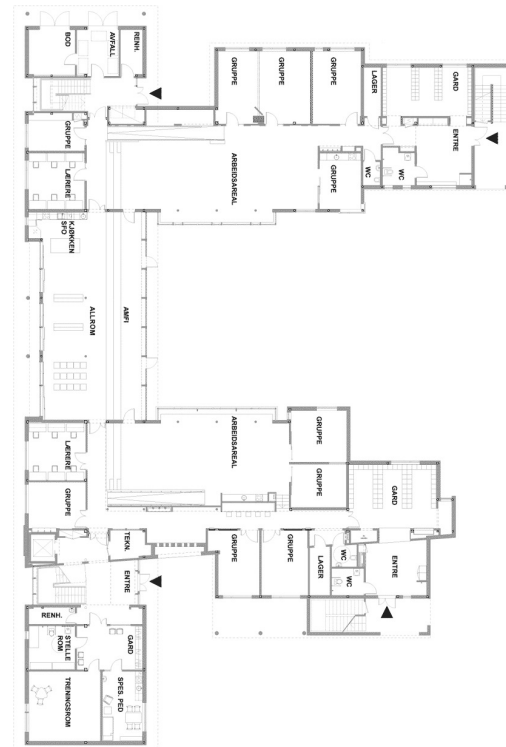 BOD
AVFALL
RENH.
GRUPPE
GRUPPE
GRUPPE
LAGER
GARD
ENTRE
WC
WC
GRUPPE
GRUPPE
LÆRERE
ARBEIDSAREAL
KJØKKEN
SFO
ALLROM
AMFI
LÆRERE
GRUPPE
ARBEIDSAREAL
GRUPPE
GRUPPE
GARD
TEKN.
GRUPPE
GRUPPE
LAGER
WC
WC
ENTRE
ENTRE
RENH.
STELLE
ROM
GARD
TRENINGSROM
SPES. PED